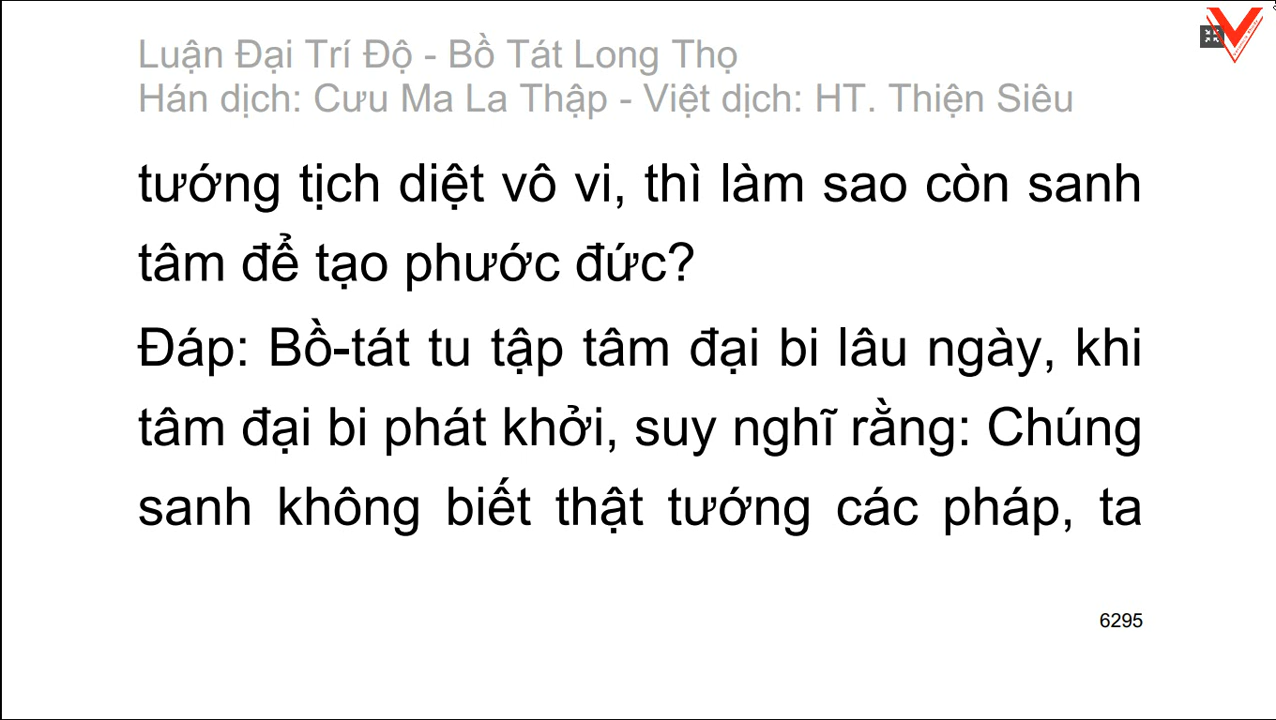 Luận Đại Trí Độ - Bồ Tát Long Thọ
Hán dịch: Cưu Ma La Thập - Việt dịch: HT. Thiện Siêu
tướng tịch diệt vô vi, thì làm sao còn sanh
tâm để tạo phước đức?
Đáp: Bồ-tát tu tập tâm đại bi lâu ngày, khi
tâm đại bi phát khởi, suy nghĩ rằng: Chúng
sanh không biết thật tướng các pháp, ta
6295